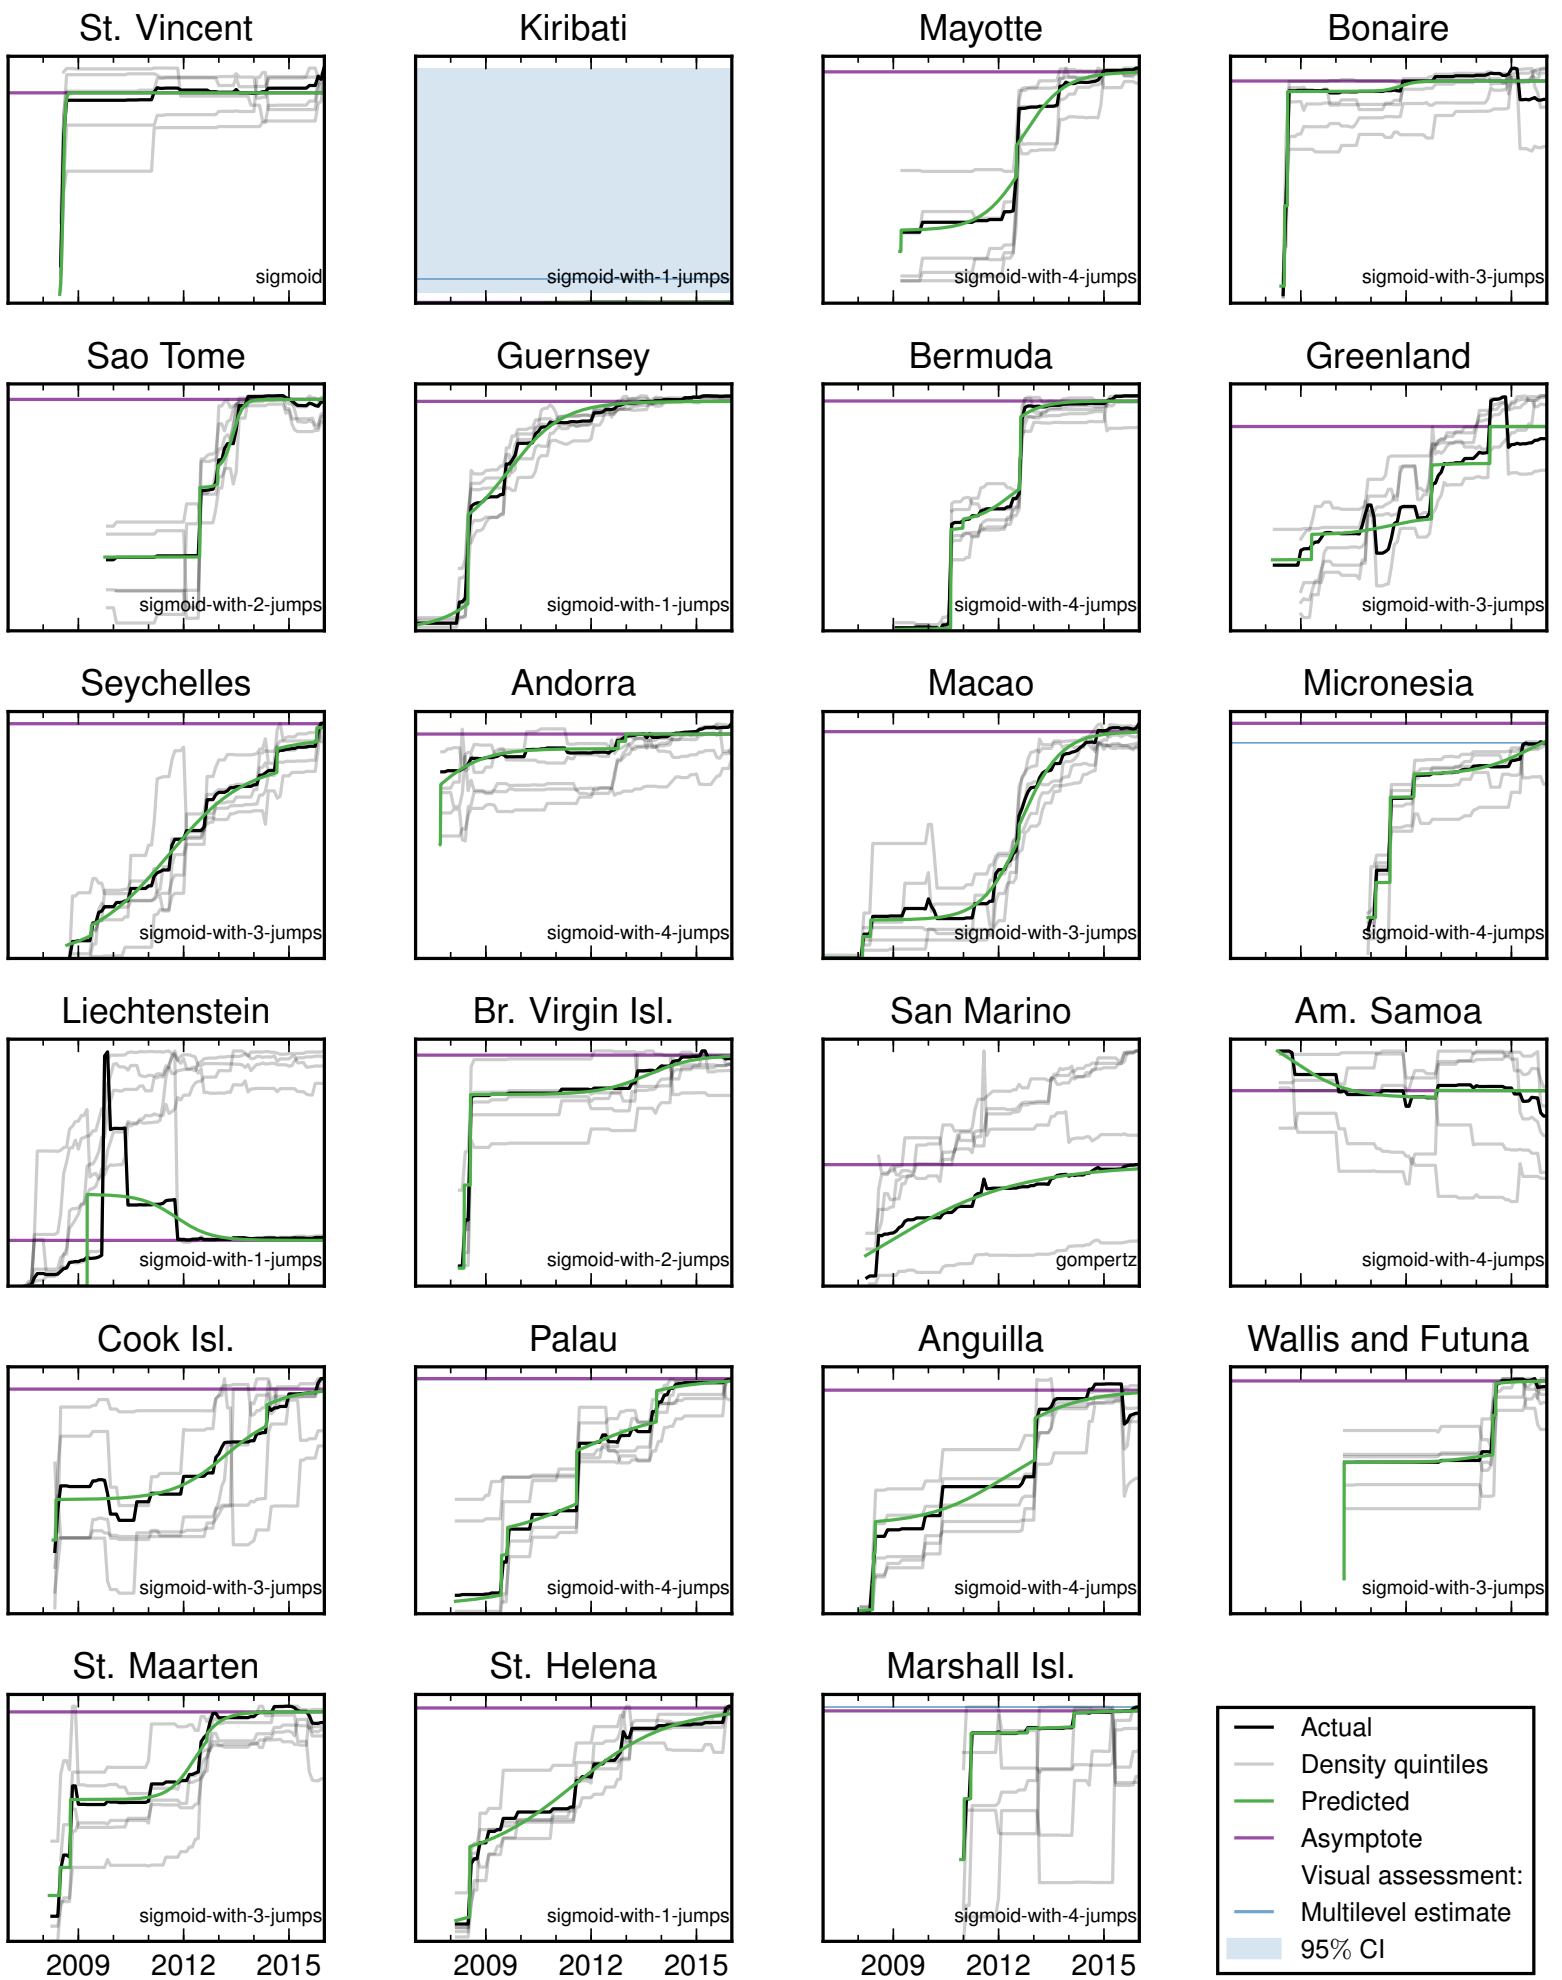 St. Vincent
Kiribati
Mayotte
Bonaire
sigmoid
sigmoid-with-1-jumps
sigmoid-with-4-jumps
sigmoid-with-3-jumps
Sao Tome
Guernsey
Bermuda
Greenland
sigmoid-with-2-jumps
sigmoid-with-1-jumps
sigmoid-with-4-jumps
sigmoid-with-3-jumps
Seychelles
Andorra
Macao
Micronesia
sigmoid-with-3-jumps
sigmoid-with-4-jumps
sigmoid-with-3-jumps
sigmoid-with-4-jumps
Liechtenstein
Br. Virgin Isl.
San Marino
Am. Samoa
sigmoid-with-1-jumps
sigmoid-with-2-jumps
gompertz
sigmoid-with-4-jumps
Cook Isl.
Palau
Anguilla
Wallis and Futuna
sigmoid-with-3-jumps
sigmoid-with-4-jumps
sigmoid-with-4-jumps
sigmoid-with-3-jumps
St. Maarten
St. Helena
Marshall Isl.
sigmoid-with-3-jumps
sigmoid-with-1-jumps
sigmoid-with-4-jumps
2009 2012 2015
2009 2012 2015
2009 2012 2015
Actual
Density quintiles
Predicted
Asymptote
Visual assessment:
Multilevel estimate
95% CI